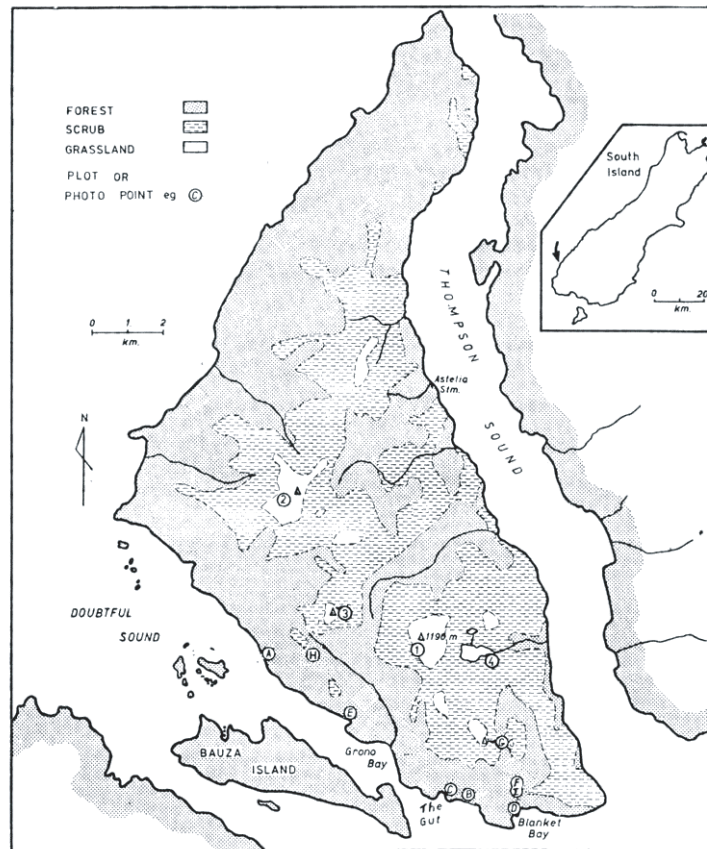 FOREST
SCRUB
GRASSLAND
PLOT OR
PHOTO POINT eg C
South
Island
0 20
0 1 2
km.
km.
N
THOMPSON
SOUND
Astelia
Stm.
2
DOUBTFUL
SOUND
3
1196 m
1
4
A
H
E
G
BAUZA
ISLAND
Grono
Bay
C
B
F
I
D
The
Gut
Blanket
Bay